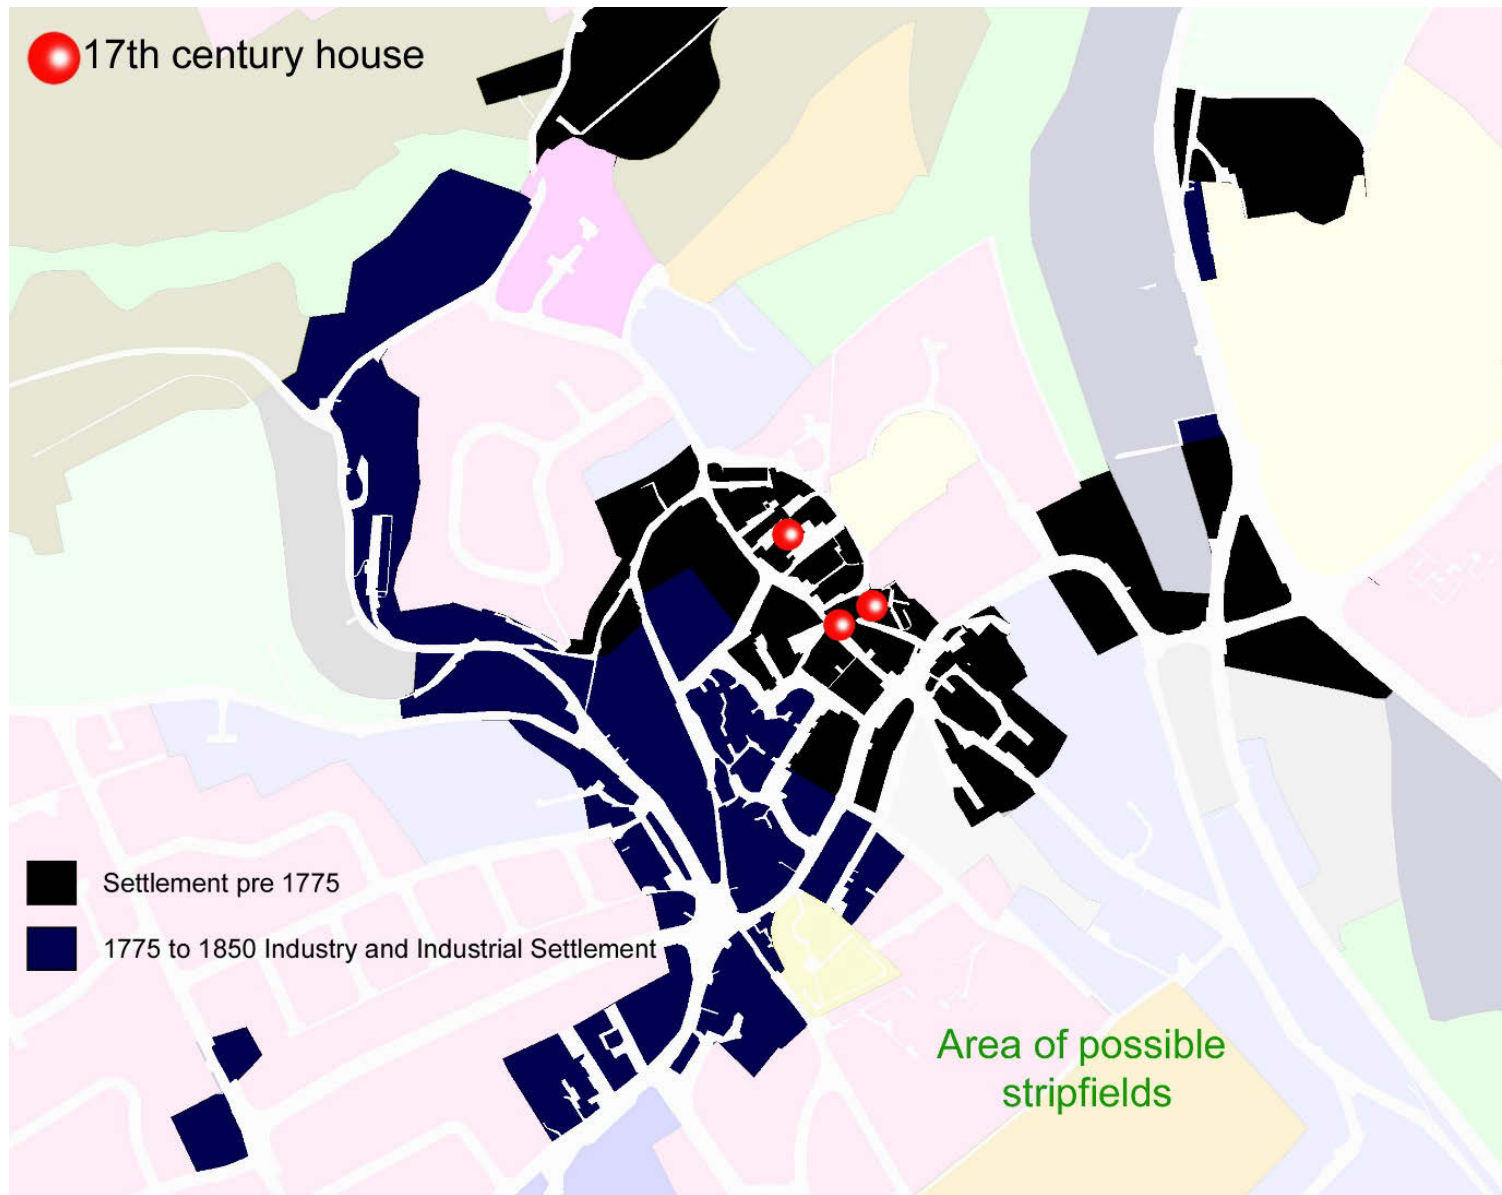 17th century house
Settlement pre 1775
1775 to 1850 Industry and Industrial Settlement
Area of possible
stripfields